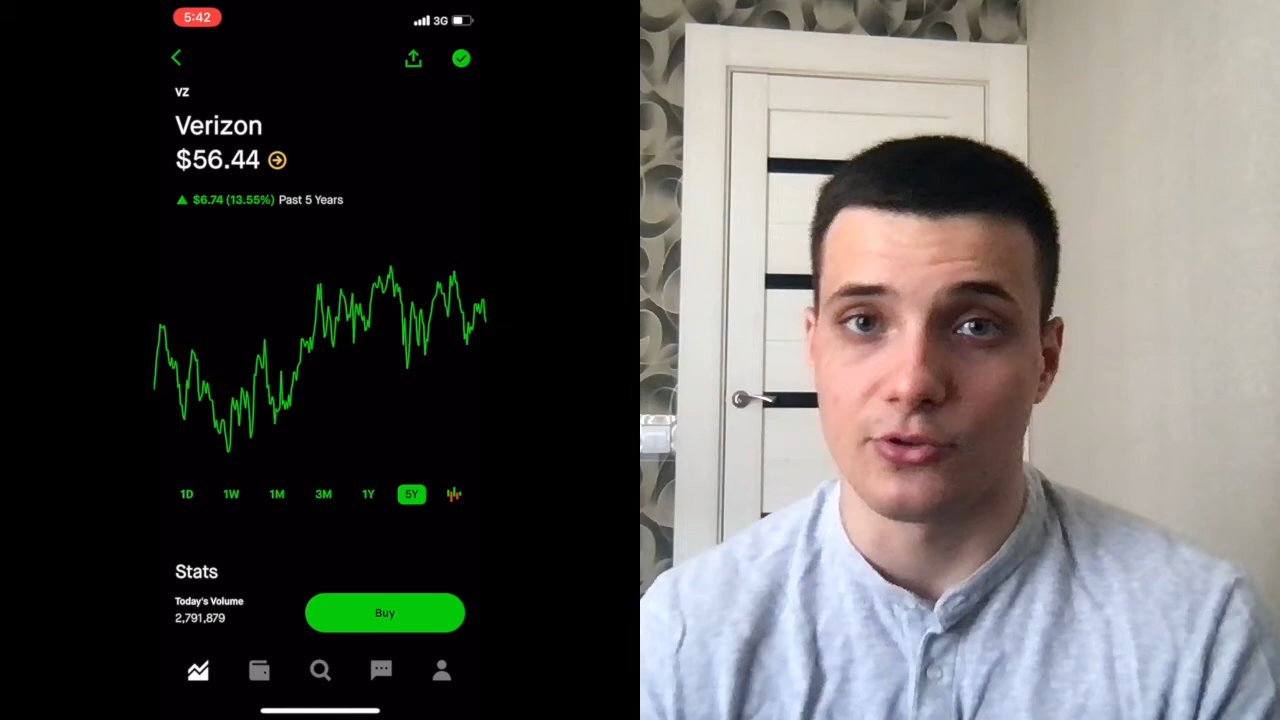 5:42
3G
VZ
Verizon
$56.44
$6.74 (13.55%) Past 5 Years
1D 1W 1M 3M 1Y 5Y
Stats
Today's Volume
2,791,879
Buy